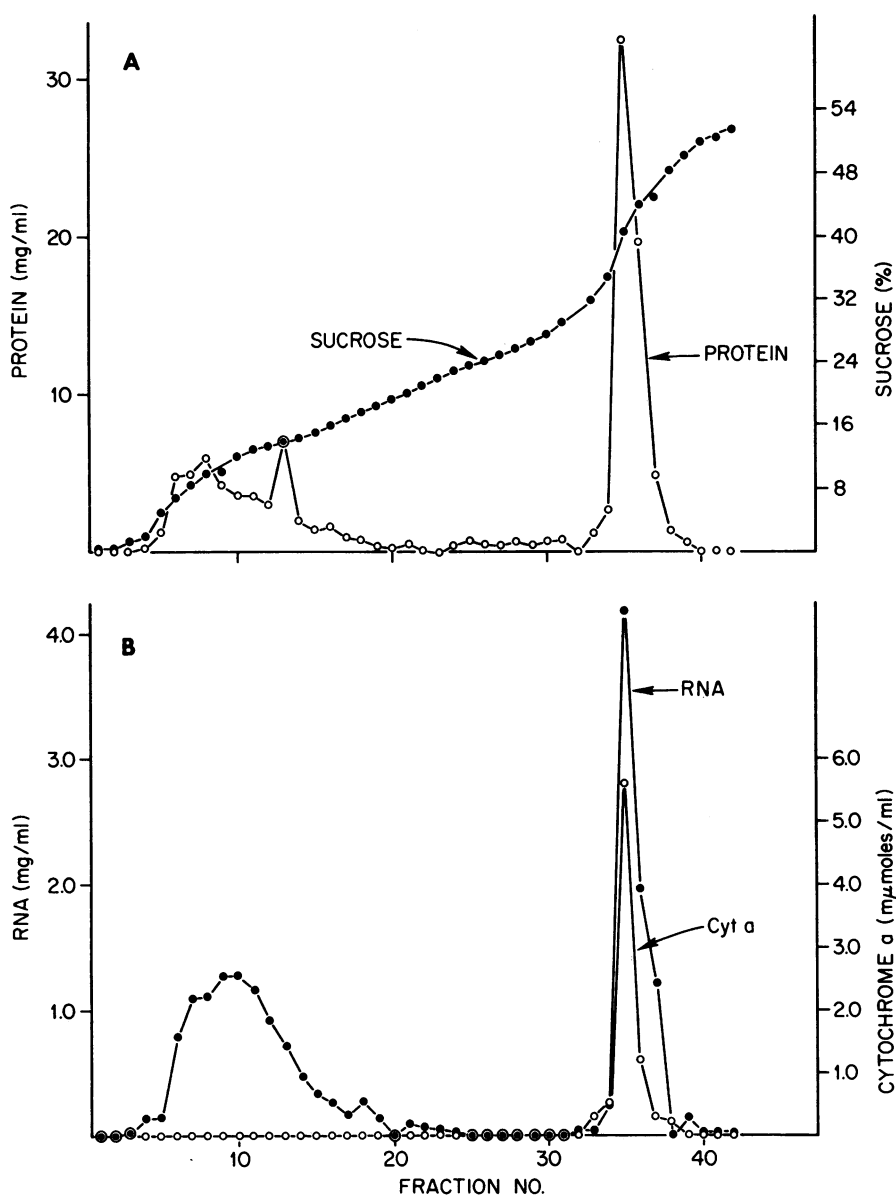 A
30
20
10
PROTEIN (mg/ml)
SUCROSE
PROTEIN
54
48
40
32
24
16
8
SUCROSE (%)
B
4.0
3.0
2.0
1.0
RNA (mg/ml)
RNA
Cyt a
6.0
5.0
4.0
3.0
2.0
1.0
CYTOCHROME a (mμmoles/ml)
10
20
30
40
FRACTION NO.